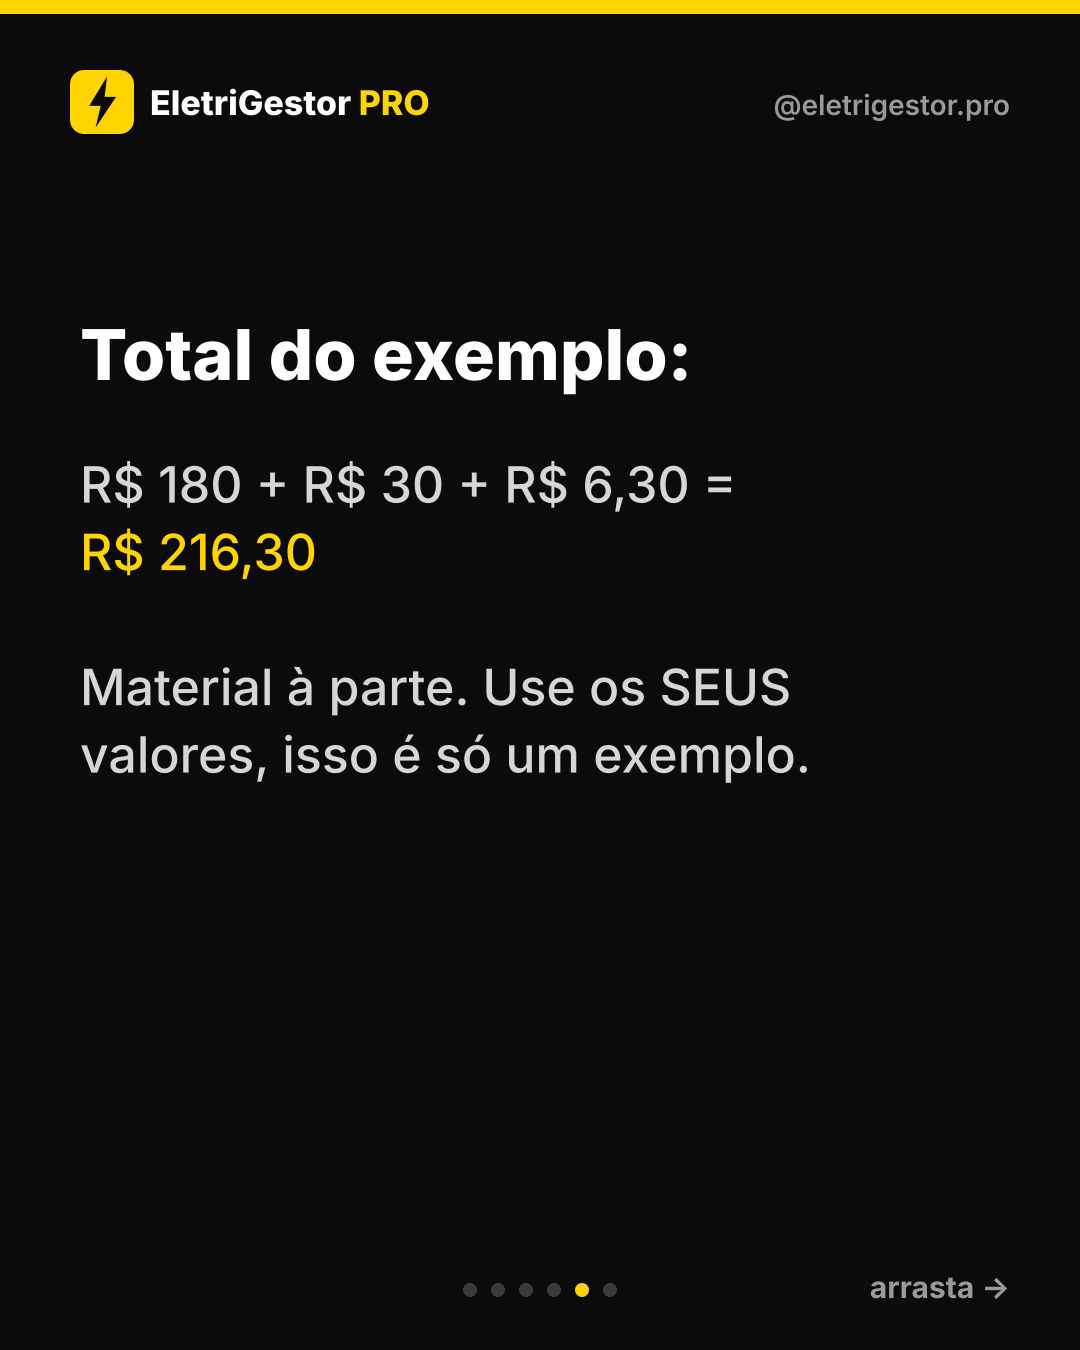 EletriGestor PRO
@eletrigestor.pro
Total do exemplo:
R$ 180 + R$ 30 + R$ 6,30 =
R$ 216,30
Material à parte. Use os SEUS
valores, isso é só um exemplo.
arrasta →